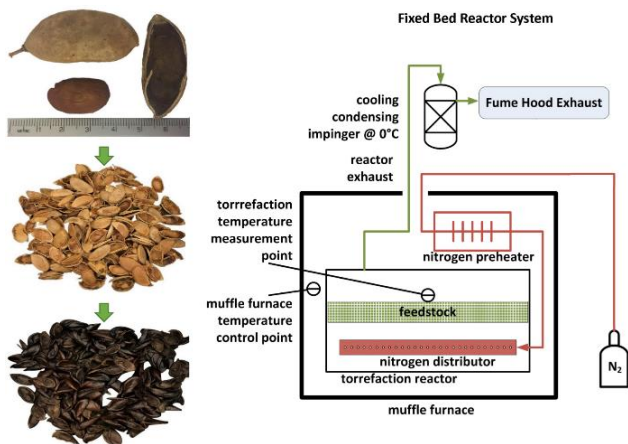 Fixed Bed Reactor System
cooling
condensing
impinger @ 0°C
Fume Hood Exhaust
reactor
exhaust
torrrefaction
temperature
measurement
point
nitrogen preheater
muffle furnace
temperature
control point
feedstock
nitrogen distributor
torrefaction reactor
N₂
muffle furnace